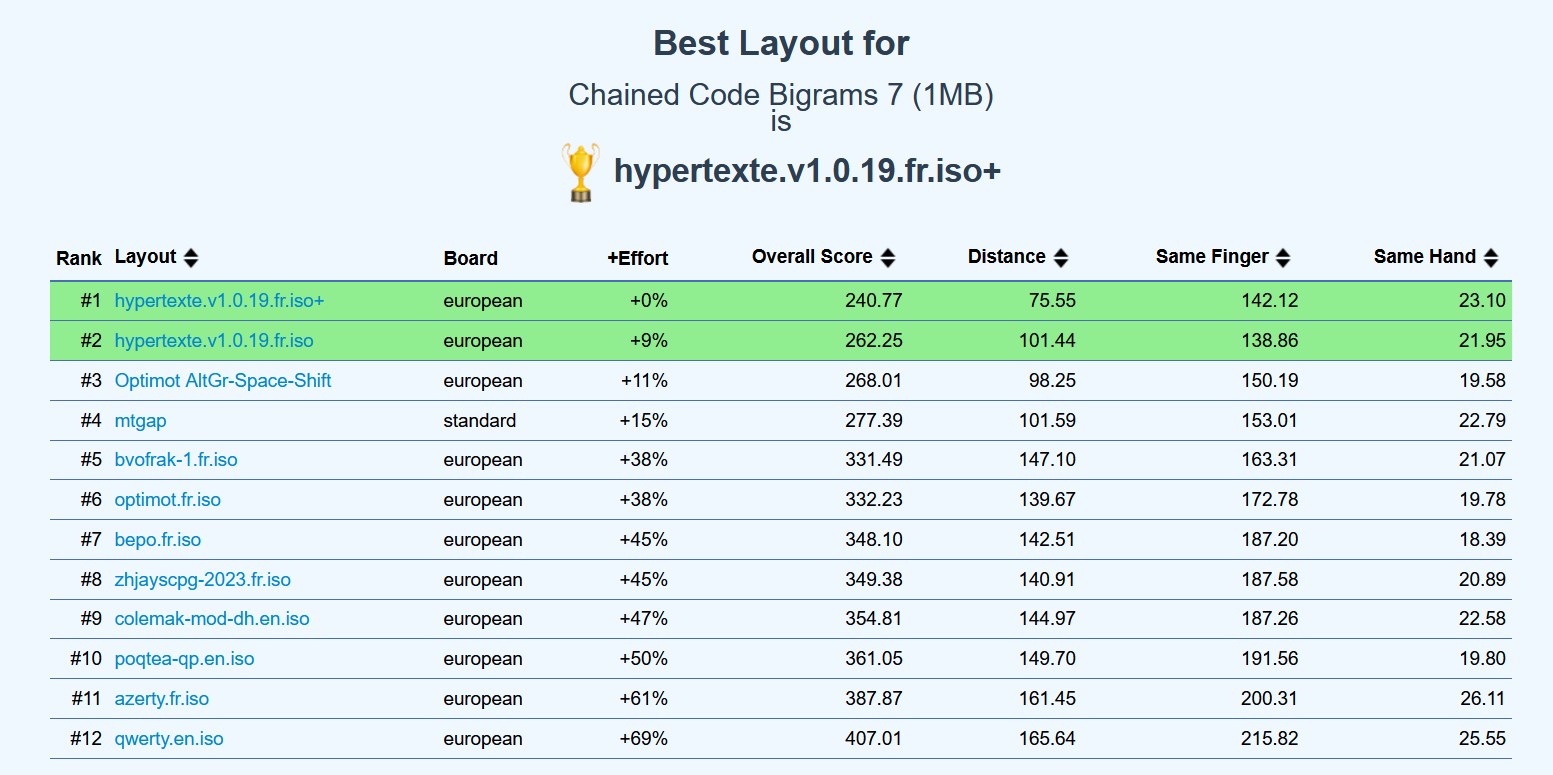 Best Layout for
Chained Code Bigrams 7 (1MB)
is
hypertexte.v1.0.19.fr.iso+
Rank Layout Board +Effort Overall Score Distance Same Finger Same Hand
#1 hypertexte.v1.0.19.fr.iso+ european +0% 240.77 75.55 142.12 23.10
#2 hypertexte.v1.0.19.fr.iso european +9% 262.25 101.44 138.86 21.95
#3 Optimot AltGr-Space-Shift european +11% 268.01 98.25 150.19 19.58
#4 mtgap standard +15% 277.39 101.59 153.01 22.79
#5 bvofrak-1.fr.iso european +38% 331.49 147.10 163.31 21.07
#6 optimot.fr.iso european +38% 332.23 139.67 172.78 19.78
#7 bepo.fr.iso european +45% 348.10 142.51 187.20 18.39
#8 zhjayscpg-2023.fr.iso european +45% 349.38 140.91 187.58 20.89
#9 colemak-mod-dh.en.iso european +47% 354.81 144.97 187.26 22.58
#10 poqtea-qp.en.iso european +50% 361.05 149.70 191.56 19.80
#11 azerty.fr.iso european +61% 387.87 161.45 200.31 26.11
#12 qwerty.en.iso european +69% 407.01 165.64 215.82 25.55